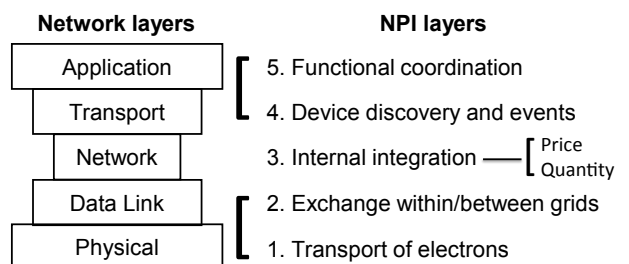 Network layers NPI layers
Application 5. Functional coordination
Transport 4. Device discovery and events
Network 3. Internal integration Price
Quantity
Data Link 2. Exchange within/between grids
Physical 1. Transport of electrons